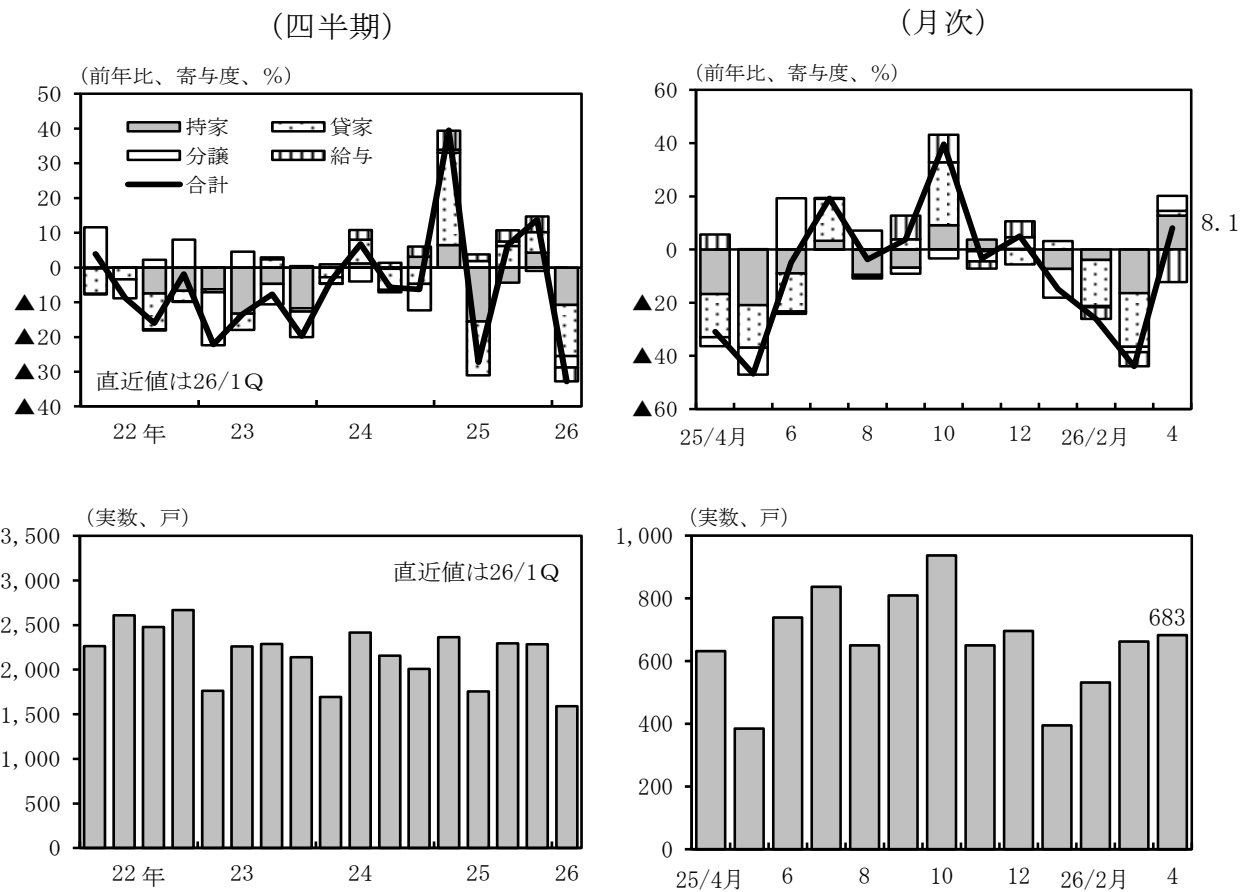 （四半期）
（前年比、寄与度、％）
50
40
30
20
10
0
▲ 10
▲ 20
▲ 30
▲ 40
持家
貸家
分譲
給与
合計
直近値は26/1Q
22 年 23 24 25 26
（月次）
（前年比、寄与度、％）
60
40
20
0
▲ 20
▲ 40
▲ 60
8.1
25/4月 6 8 10 12 26/2月 4
（実数、戸）
3,500
3,000
2,500
2,000
1,500
1,000
500
0
直近値は26/1Q
22 年 23 24 25 26
（実数、戸）
1,000
800
600
400
200
0
683
25/4月 6 8 10 12 26/2月 4